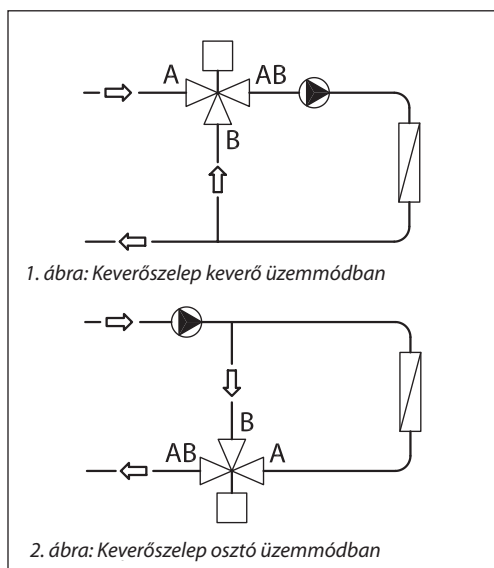 A
AB
B
1. ábra: Keverőszelep keverő üzemmódban
B
AB
A
2. ábra: Keverőszelep osztó üzemmódban